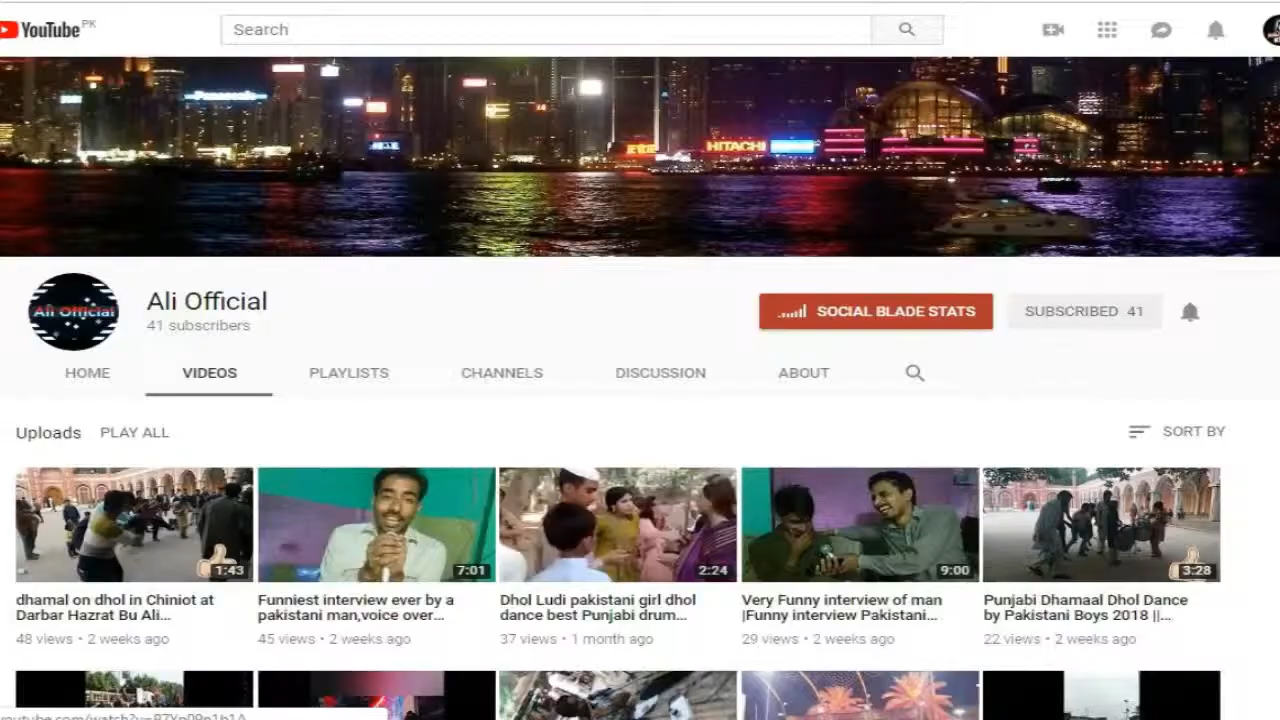 YouTube PK
Search
Panasonic
HITACHI
Ali Official
Ali Official
41 subscribers
SOCIAL BLADE STATS
SUBSCRIBED 41
HOME
VIDEOS
PLAYLISTS
CHANNELS
DISCUSSION
ABOUT
Uploads
PLAY ALL
SORT BY
1:43
7:01
2:24
9:00
3:28
dhamal on dhol in Chiniot at
Darbar Hazrat Bu Ali...
48 views • 2 weeks ago
Funniest interview ever by a
pakistani man,voice over...
45 views • 2 weeks ago
Dhol Ludi pakistani girl dhol
dance best Punjabi drum...
37 views • 1 month ago
Very Funny interview of man
|Funny interview Pakistani...
29 views • 2 weeks ago
Punjabi Dhamaal Dhol Dance
by Pakistani Boys 2018 ||...
22 views • 2 weeks ago